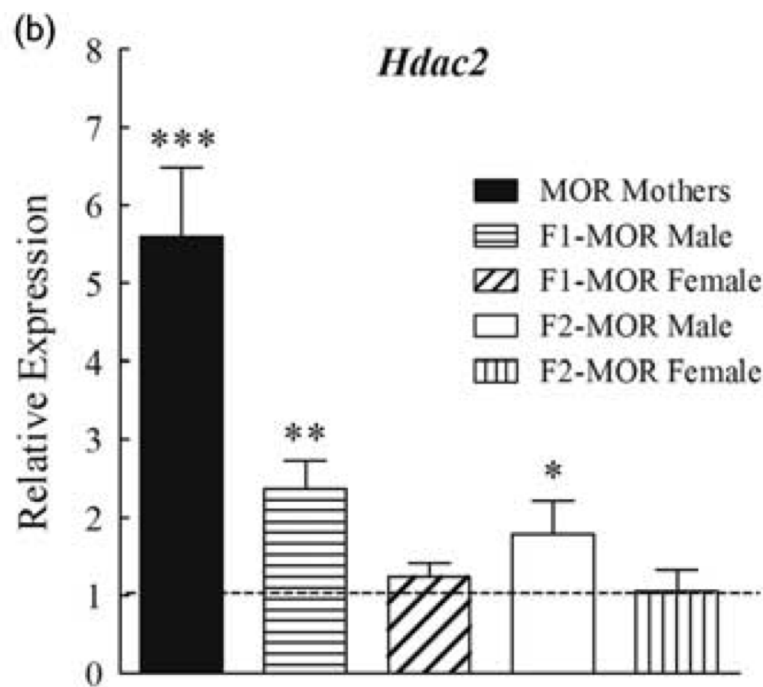 (b)
Hdac2
8
7
6
5
4
3
2
1
0
Relative Expression
***
**
*
MOR Mothers
F1-MOR Male
F1-MOR Female
F2-MOR Male
F2-MOR Female